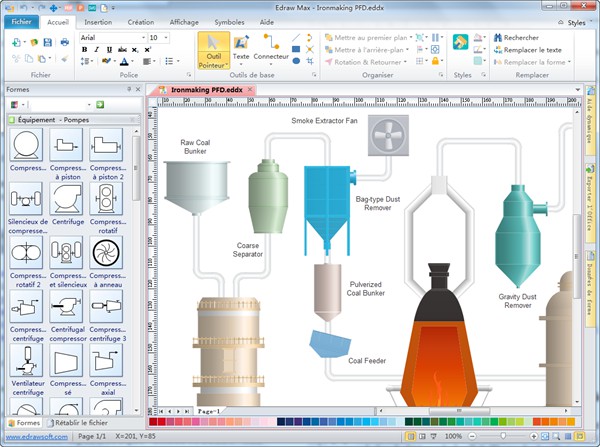 Edraw Max - Ironmaking PFD.eddx
Fichier
Accueil
Insertion
Création
Affichage
Symboles
Aide
Styles
Arial
10
Outil
Pointeur
Texte
Connecteur
Mettre au premier plan
Mettre à l'arrière-plan
Rotation & Retourner
Styles
Rechercher
Remplacer le texte
Remplacer la forme
Fichier
Police
Outils de base
Organiser
Remplacer
Formes
Ironmaking PFD.eddx
Équipement - Pompes
Compress...
Compress...
à piston
Compress...
à piston 2
Silencieux de
compresse...
Centrifuge
Compress...
rotatif
Compress...
rotatif 2
Compress...
et silencieux
Compress...
à anneau
Compress...
centrifuge
Centrifugal
compressor
Compress...
centrifuge 3
Ventilateur
centrifuge
Compress...
sé
Compress...
axial
Smoke Extractor Fan
Raw Coal
Bunker
Bag-type Dust
Remover
Coarse
Separator
Pulverized
Coal Bunker
Coal Feeder
Gravity Dust
Remover
Aide dynamique
Exporter l'Office
Données de forme
Page-1
Formes
Rétablir le fichier
www.edrawsoft.com
Page 1/1
X=201, Y=85
100%